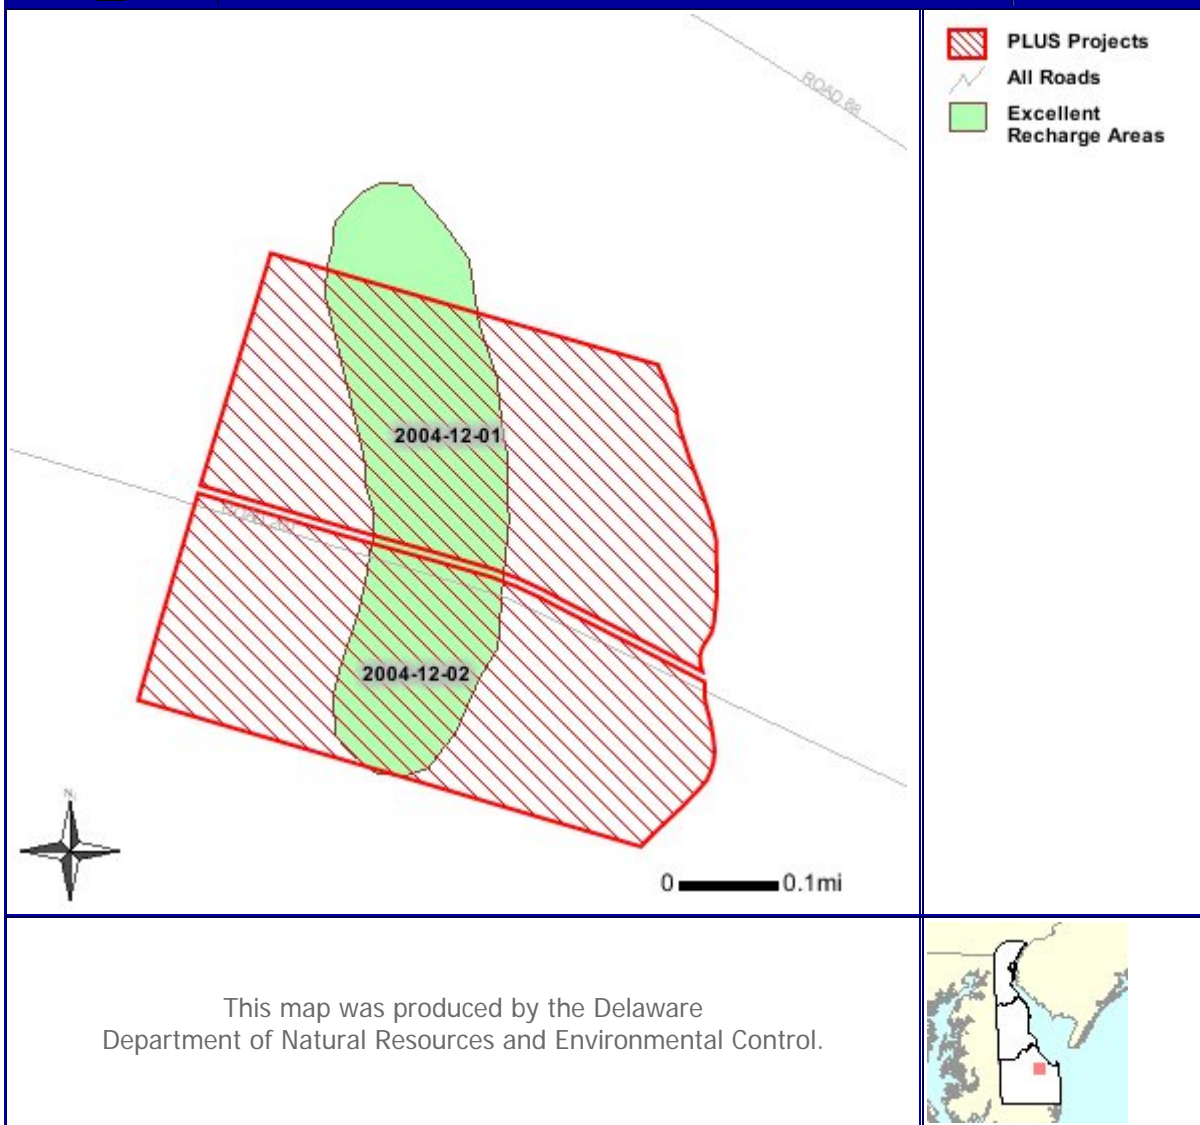 ROAD 88
PLUS Projects
All Roads
Excellent
Recharge Areas
2004-12-01
ROAD
2004-12-02
N
0 0.1mi
This map was produced by the Delaware
Department of Natural Resources and Environmental Control.